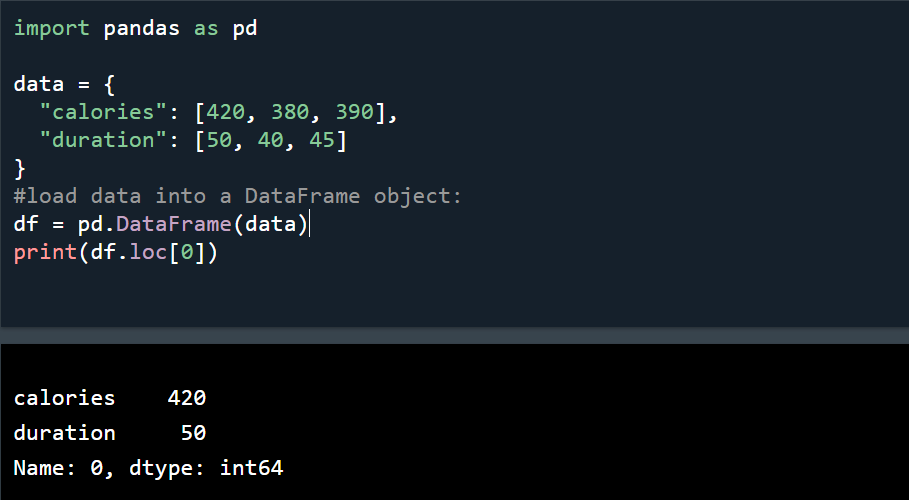 import pandas as pd
data = {
  "calories": [420, 380, 390],
  "duration": [50, 40, 45]
}
#load data into a DataFrame object:
df = pd.DataFrame(data)
print(df.loc[0])
calories    420
duration     50
Name: 0, dtype: int64